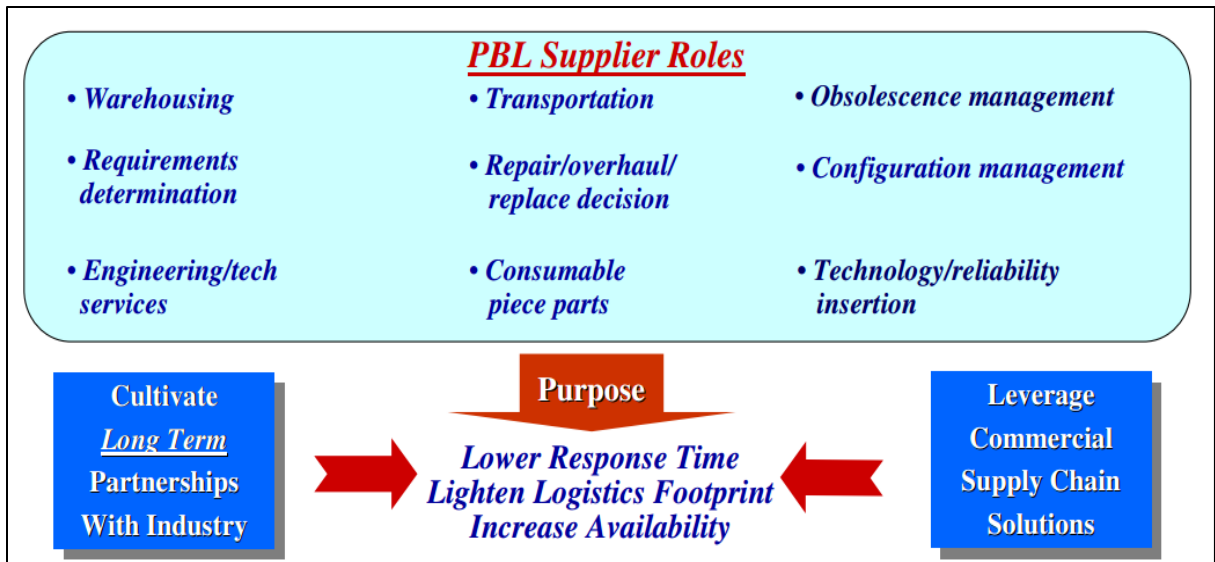 PBL Supplier Roles
• Warehousing
• Requirements
determination
• Engineering/tech
services
• Transportation
• Repair/overhaul/
replace decision
• Consumable
piece parts
• Obsolescence management
• Configuration management
• Technology/reliability
insertion
Purpose
Cultivate
Long Term
Partnerships
With Industry
Lower Response Time
Lighten Logistics Footprint
Increase Availability
Leverage
Commercial
Supply Chain
Solutions